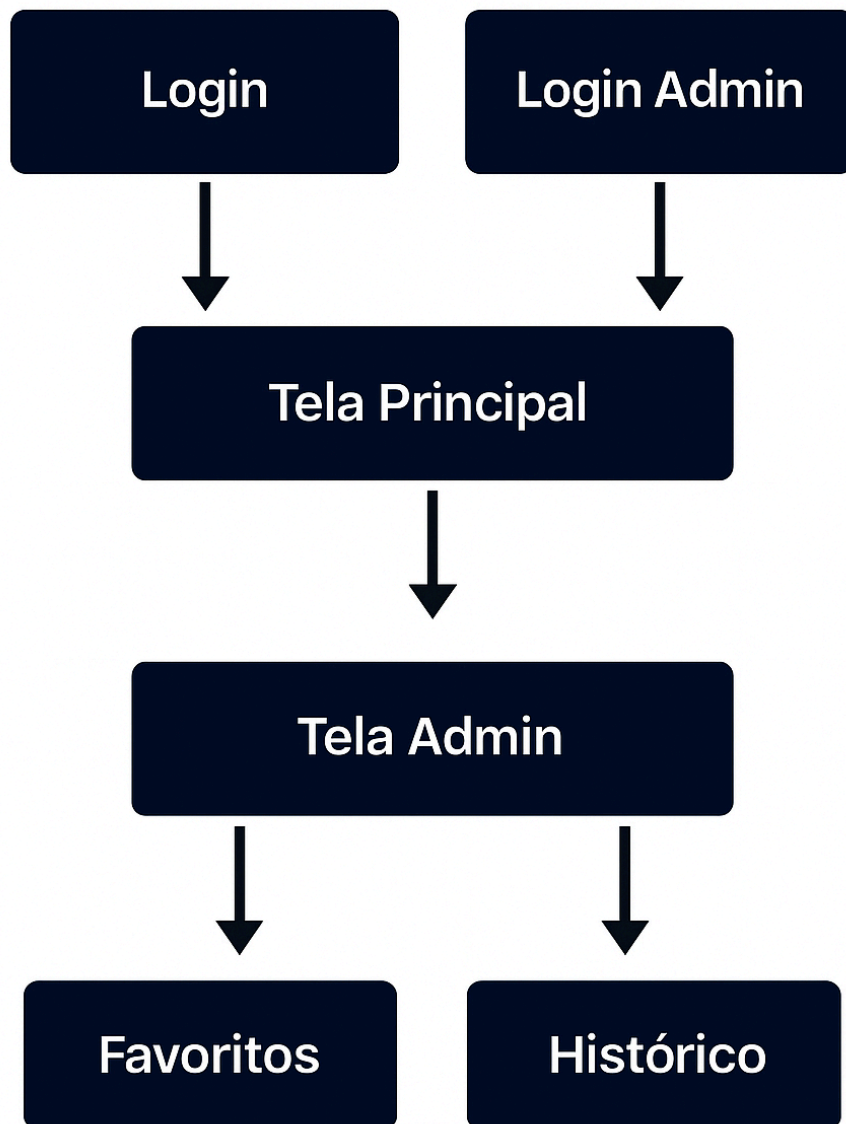 Login
Login Admin
Tela Principal
Tela Admin
Favoritos
Histórico